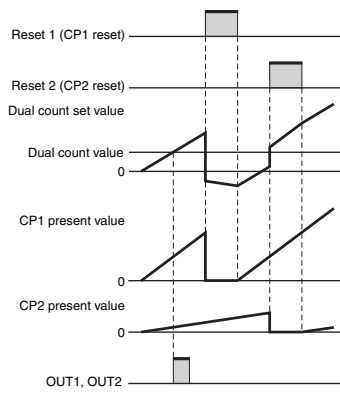 Reset 1 (CP1 reset)
Reset 2 (CP2 reset)
Dual count set value
Dual count value
0
CP1 present value
0
CP2 present value
0
OUT1, OUT2